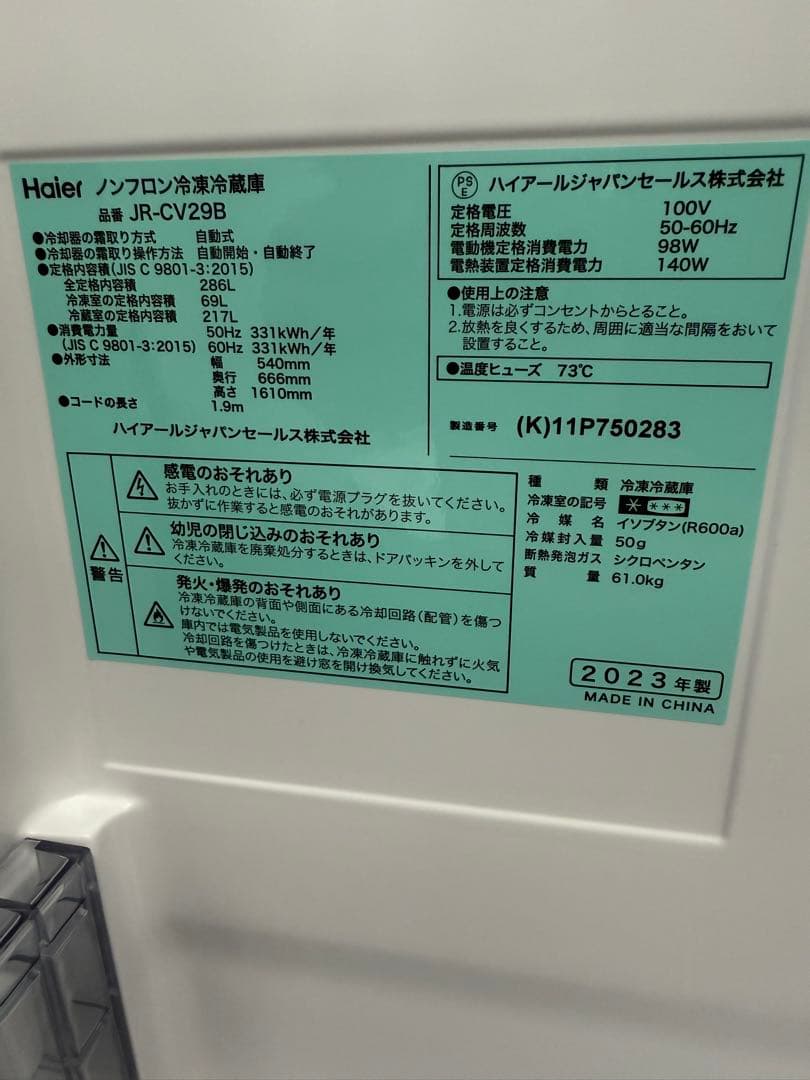 Haier ノンフロン冷凍冷蔵庫
品番 JR-CV29B
●冷却器の霜取り方式 自動式
●冷却器の霜取り操作方法 自動開始・自動終了
●定格内容積(JIS C 9801-3:2015)
全定格内容積 286L
冷凍室の定格内容積 69L
冷蔵室の定格内容積 217L
●消費電力量 50Hz 331kWh/年
(JIS C 9801-3:2015) 60Hz 331kWh/年
●外形寸法 幅 540mm
奥行 666mm
高さ 1610mm
●コードの長さ 1.9m
ハイアールジャパンセールス株式会社
PSE ハイアールジャパンセールス株式会社
定格電圧 100V
定格周波数 50-60Hz
電動機定格消費電力 98W
電熱装置定格消費電力 140W
●使用上の注意
1.電源は必ずコンセントからとること。
2.放熱を良くするため、周囲に適当な間隔をおいて
設置すること。
●温度ヒューズ 73℃
製造番号 (K)11P750283
警告
感電のおそれあり
お手入れのときには、必ず電源プラグを抜いてください。
抜かずに作業すると感電のおそれがあります。
幼児の閉じ込みのおそれあり
冷凍冷蔵庫を廃棄処分するときは、ドアパッキンを外して
ください。
発火・爆発のおそれあり
冷凍冷蔵庫の背面や側面にある冷却回路(配管)を傷つ
けないでください。
庫内では電気製品を使用しないでください。
冷却回路を傷つけたときは、冷凍冷蔵庫に触れずに火気
や電気製品の使用を避け窓を開け換気してください。
種類 冷凍冷蔵庫
冷凍室の記号 * ***
冷媒名 イソブタン(R600a)
冷媒封入量 50g
断熱発泡ガス シクロペンタン
質量 61.0kg
2023年製
MADE IN CHINA